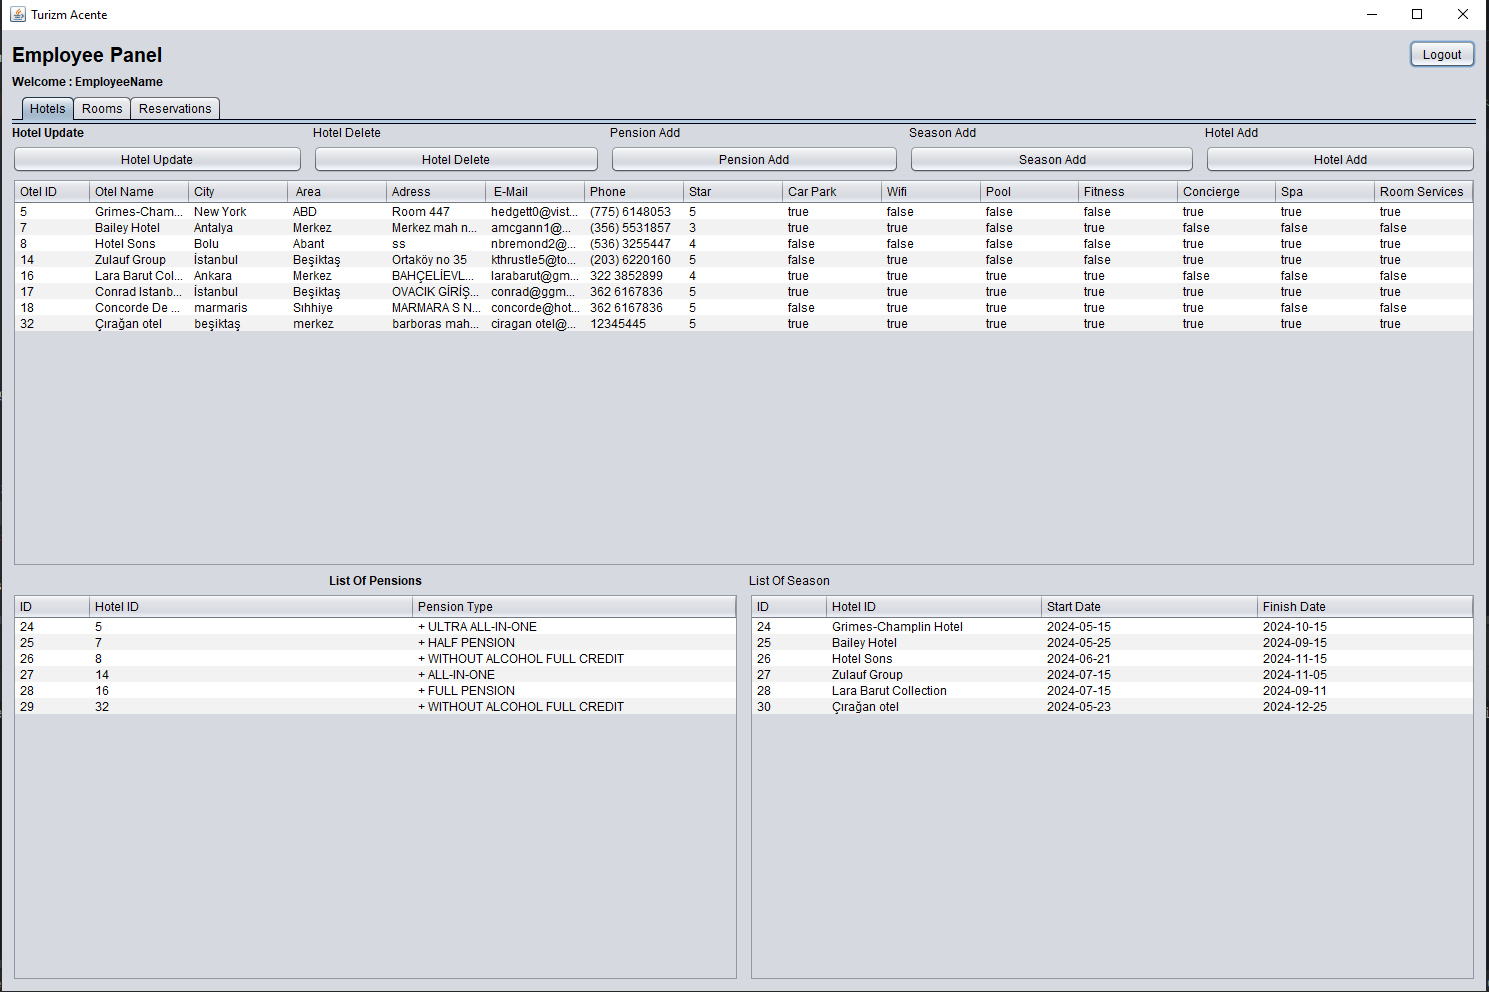 Turizm Acente
Employee Panel
Logout
Welcome : EmployeeName
Hotels Rooms Reservations
Hotel Update Hotel Delete Pension Add Season Add Hotel Add
Hotel Update Hotel Delete Pension Add Season Add Hotel Add
Otel ID Otel Name City Area Adress E-Mail Phone Star Car Park Wifi Pool Fitness Concierge Spa Room Services
5 Grimes-Cham... New York ABD Room 447 hedgett0@vist... (775) 6148053 5 true false false false true true true
7 Bailey Hotel Antalya Merkez Merkez mah n... amcgann1@... (356) 5531857 3 true true false true false false false
8 Hotel Sons Bolu Abant ss nbremond2@... (536) 3255447 4 false false false true true true true
14 Zulauf Group İstanbul Beşiktaş Ortaköy no 35 kthrustle5@to... (203) 6220160 5 false true false false true true true
16 Lara Barut Col... Ankara Merkez BAHÇELİEVL... larabarut@gm... 322 3852899 4 true true true true false false false
17 Conrad Istanb... İstanbul Beşiktaş OVACIK GİRİŞ... conrad@ggm... 362 6167836 5 true true true true true true true
18 Concorde De ... marmaris Sıhhiye MARMARA S N... concorde@hot... 362 6167836 5 false true true true true false false
32 Çırağan otel beşiktaş merkez barboras mah... ciragan otel@... 12345445 5 true true true true true true true
List Of Pensions
ID Hotel ID Pension Type
24 5 + ULTRA ALL-IN-ONE
25 7 + HALF PENSION
26 8 + WITHOUT ALCOHOL FULL CREDIT
27 14 + ALL-IN-ONE
28 16 + FULL PENSION
29 32 + WITHOUT ALCOHOL FULL CREDIT
List Of Season
ID Hotel ID Start Date Finish Date
24 Grimes-Champlin Hotel 2024-05-15 2024-10-15
25 Bailey Hotel 2024-05-25 2024-09-15
26 Hotel Sons 2024-06-21 2024-11-15
27 Zulauf Group 2024-07-15 2024-11-05
28 Lara Barut Collection 2024-07-15 2024-09-11
30 Çırağan otel 2024-05-23 2024-12-25